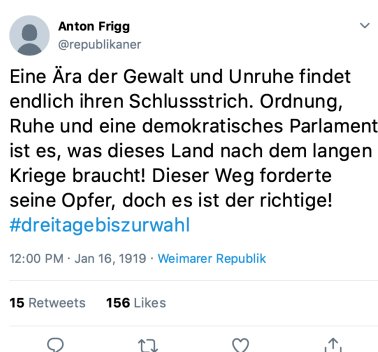 Anton Frigg
@republikaner
Eine Ära der Gewalt und Unruhe findet
endlich ihren Schlussstrich. Ordnung,
Ruhe und eine demokratisches Parlament
ist es, was dieses Land nach dem langen
Kriege braucht! Dieser Weg forderte
seine Opfer, doch es ist der richtige!
#dreitagebiszurwahl
12:00 PM · Jan 16, 1919 · Weimarer Republik
15 Retweets 156 Likes